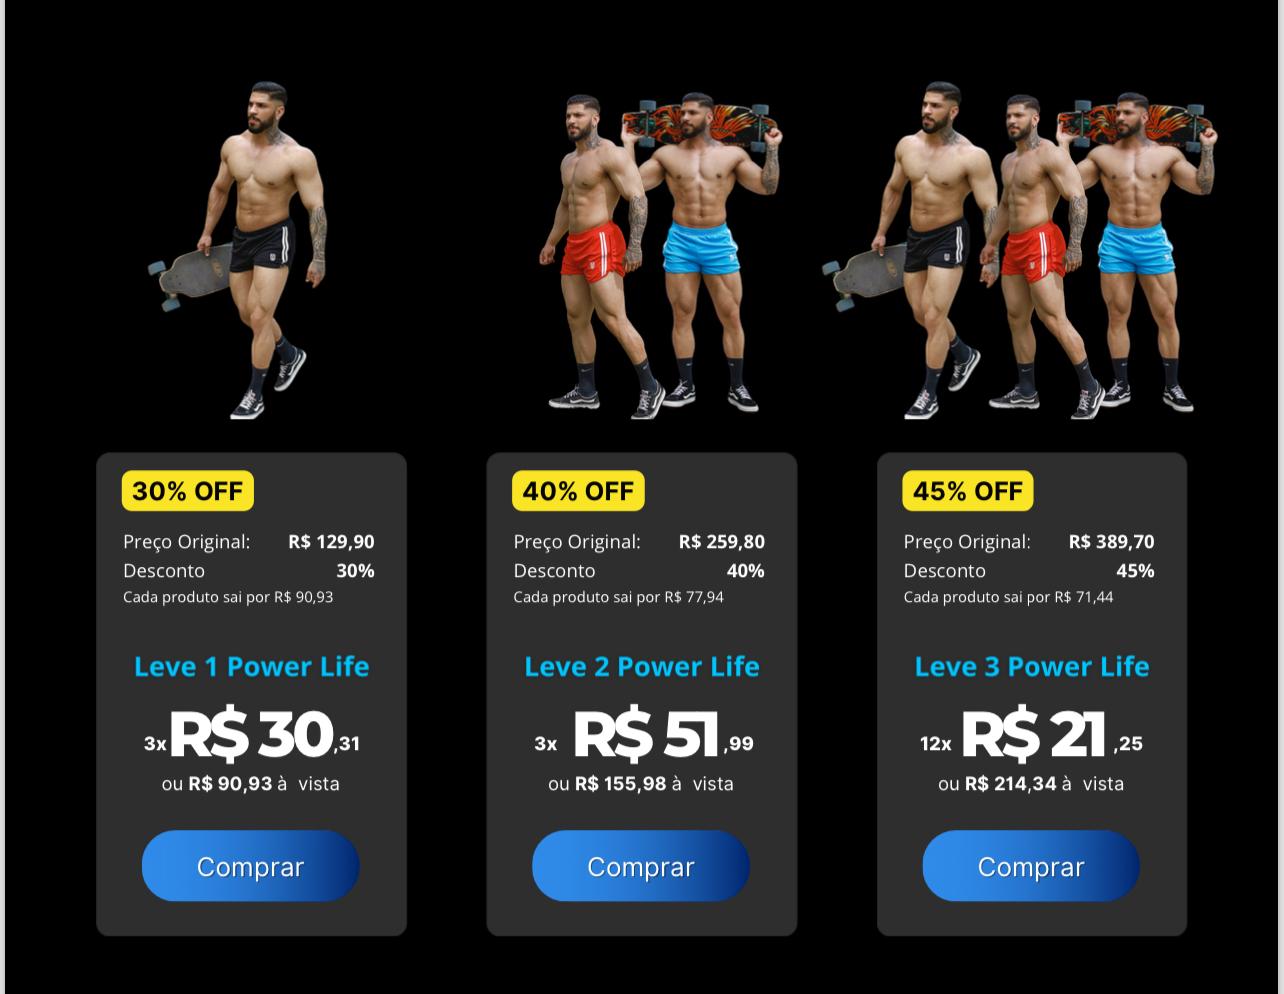 30% OFF
Preço Original: R$ 129,90
Desconto 30%
Cada produto sai por R$ 90,93
Leve 1 Power Life
3x R$ 30,31
ou R$ 90,93 à vista
Comprar
40% OFF
Preço Original: R$ 259,80
Desconto 40%
Cada produto sai por R$ 77,94
Leve 2 Power Life
3x R$ 51,99
ou R$ 155,98 à vista
Comprar
45% OFF
Preço Original: R$ 389,70
Desconto 45%
Cada produto sai por R$ 71,44
Leve 3 Power Life
12x R$ 21,25
ou R$ 214,34 à vista
Comprar